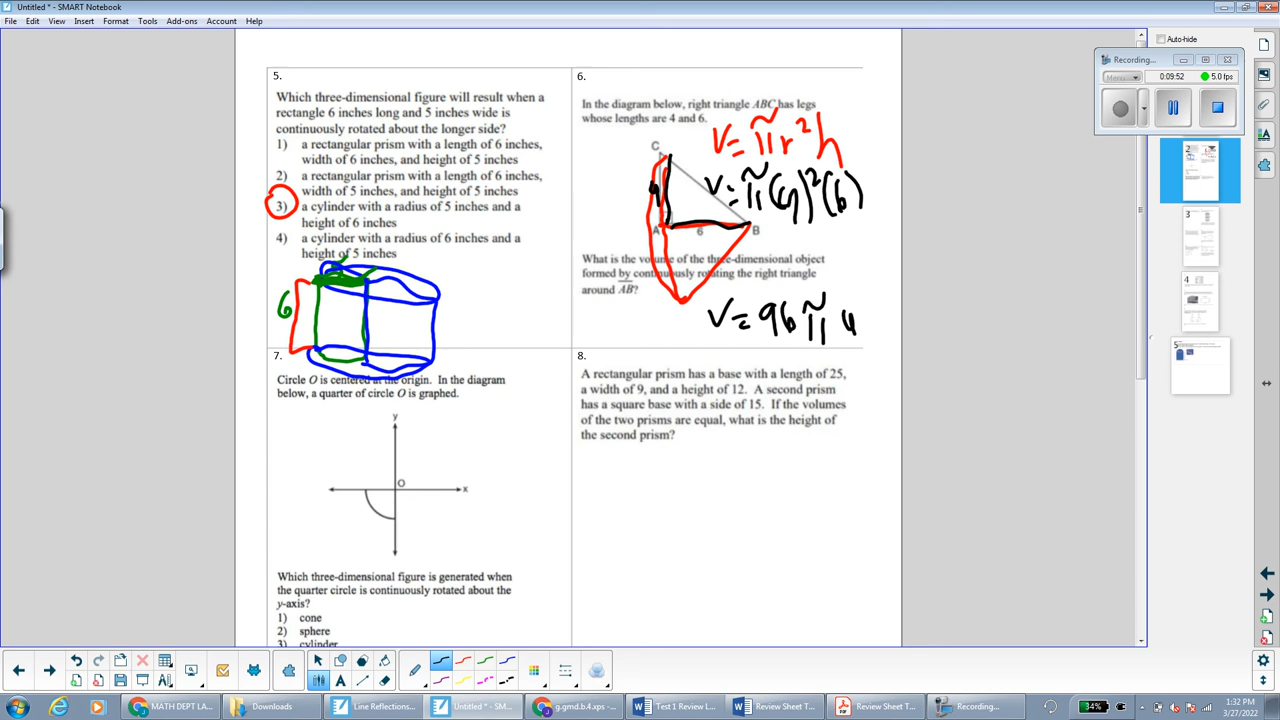 Untitled * - SMART Notebook
File Edit View Insert Format Tools Add-ons Account Help
Auto-hide
Recording...
Menu
0:09:52
5.0 fps
5.
Which three-dimensional figure will result when a
rectangle 6 inches long and 5 inches wide is
continuously rotated about the longer side?
1) a rectangular prism with a length of 6 inches,
width of 6 inches, and height of 5 inches
2) a rectangular prism with a length of 6 inches,
width of 5 inches, and height of 5 inches
3) a cylinder with a radius of 5 inches and a
height of 6 inches
4) a cylinder with a radius of 6 inches and a
height of 5 inches
6
6.
In the diagram below, right triangle ABC has legs
whose lengths are 4 and 6.
V = π r² h
C
V = π (4)² (6)
4
A 6 B
What is the volume of the three-dimensional object
formed by continuously rotating the right triangle
around AB?
V = 96 π u
7.
Circle O is centered at the origin. In the diagram
below, a quarter of circle O is graphed.
y
O
x
Which three-dimensional figure is generated when
the quarter circle is continuously rotated about the
y-axis?
1) cone
2) sphere
3) cylinder
8.
A rectangular prism has a base with a length of 25,
a width of 9, and a height of 12. A second prism
has a square base with a side of 15. If the volumes
of the two prisms are equal, what is the height of
the second prism?
2
3
4
5
MATH DEPT LA...
Downloads
Line Reflections...
Untitled * - SM...
g.gmd.b.4.xps - ...
Test 1 Review L...
Review Sheet T...
Review Sheet T...
Recording...
34%
1:32 PM
3/27/2022